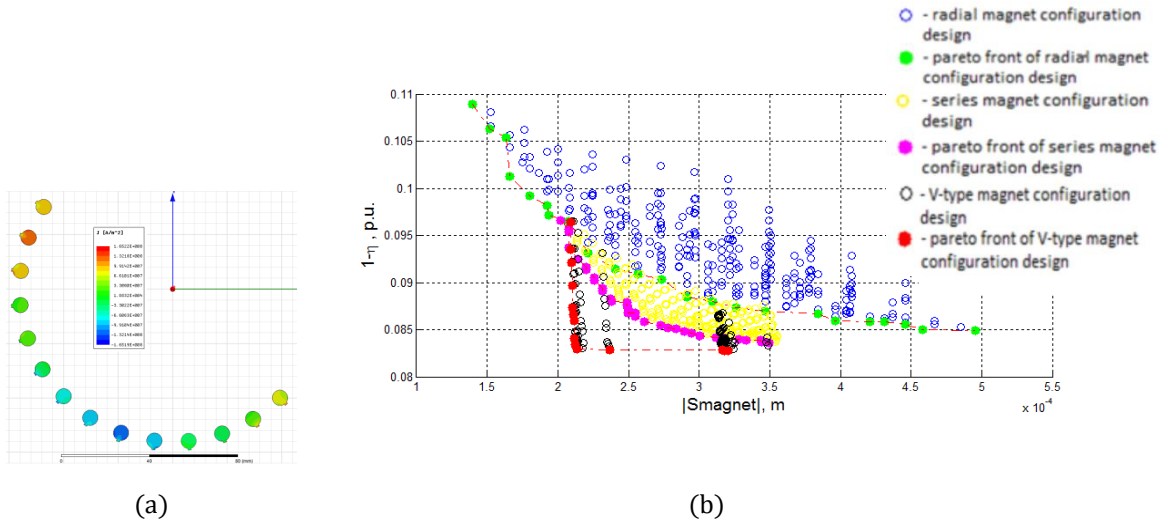 - radial magnet configuration
design
- pareto front of radial magnet
configuration design
- series magnet configuration
design
- pareto front of series magnet
configuration design
- V-type magnet configuration
design
- pareto front of V-type magnet
configuration design
0.11
0.105
0.1
0.095
0.09
0.085
0.08
1-η , p.u.
1
1.5
2
2.5
3
3.5
4
4.5
5
5.5
x 10⁻⁴
|Smagnet|, m
J [A/m^2]
0
40
80 (mm)
(a)
(b)